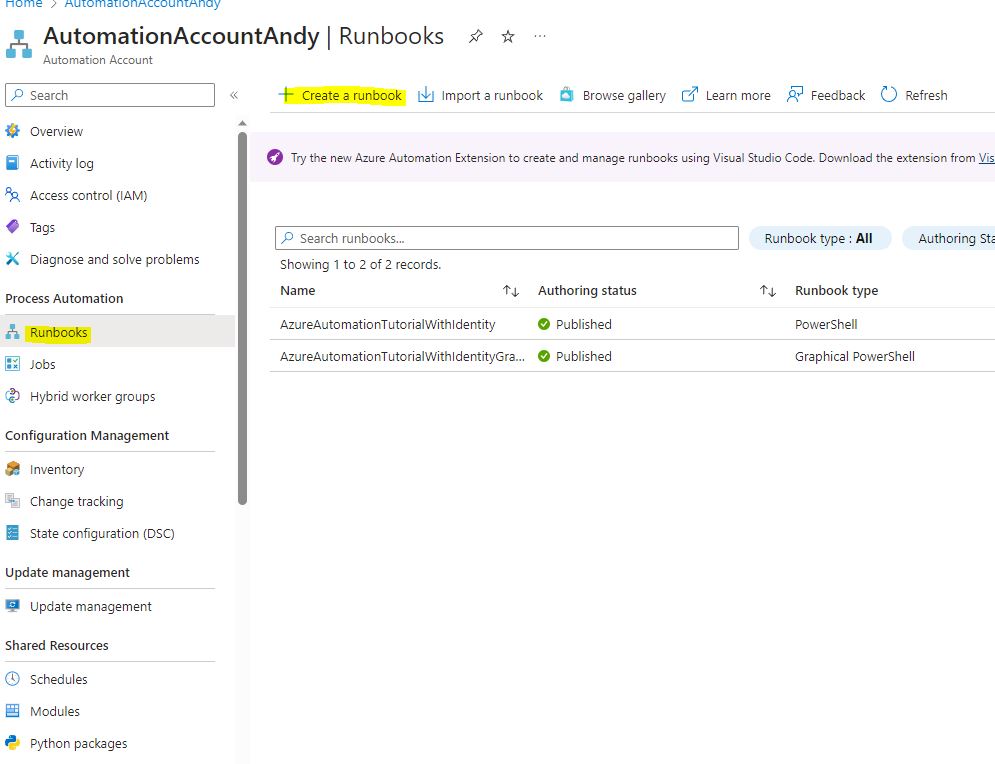 Home > AutomationAccountAndy
AutomationAccountAndy | Runbooks
Automation Account
Search
Overview
Activity log
Access control (IAM)
Tags
Diagnose and solve problems
Process Automation
Runbooks
Jobs
Hybrid worker groups
Configuration Management
Inventory
Change tracking
State configuration (DSC)
Update management
Update management
Shared Resources
Schedules
Modules
Python packages
Create a runbook Import a runbook Browse gallery Learn more Feedback Refresh
Try the new Azure Automation Extension to create and manage runbooks using Visual Studio Code. Download the extension from Vis
Search runbooks... Runbook type : All Authoring Sta
Showing 1 to 2 of 2 records.
Name Authoring status Runbook type
AzureAutomationTutorialWithIdentity Published PowerShell
AzureAutomationTutorialWithIdentityGra... Published Graphical PowerShell